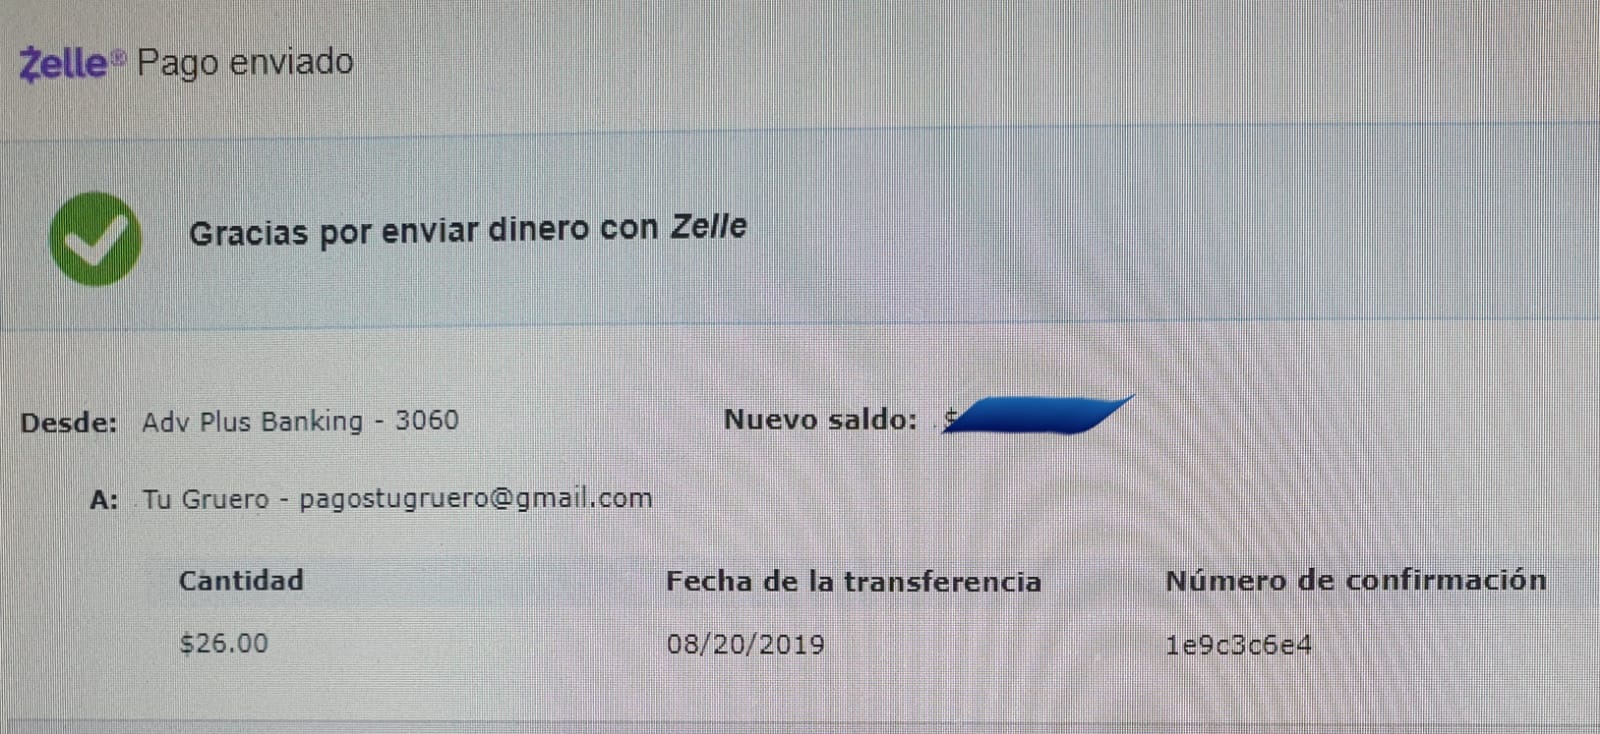 Zelle® Pago enviado
Gracias por enviar dinero con Zelle
Desde: Adv Plus Banking - 3060 Nuevo saldo: $
A: Tu Gruero - pagostugruero@gmail.com
Cantidad Fecha de la transferencia Número de confirmación
$26.00 08/20/2019 1e9c3c6e4